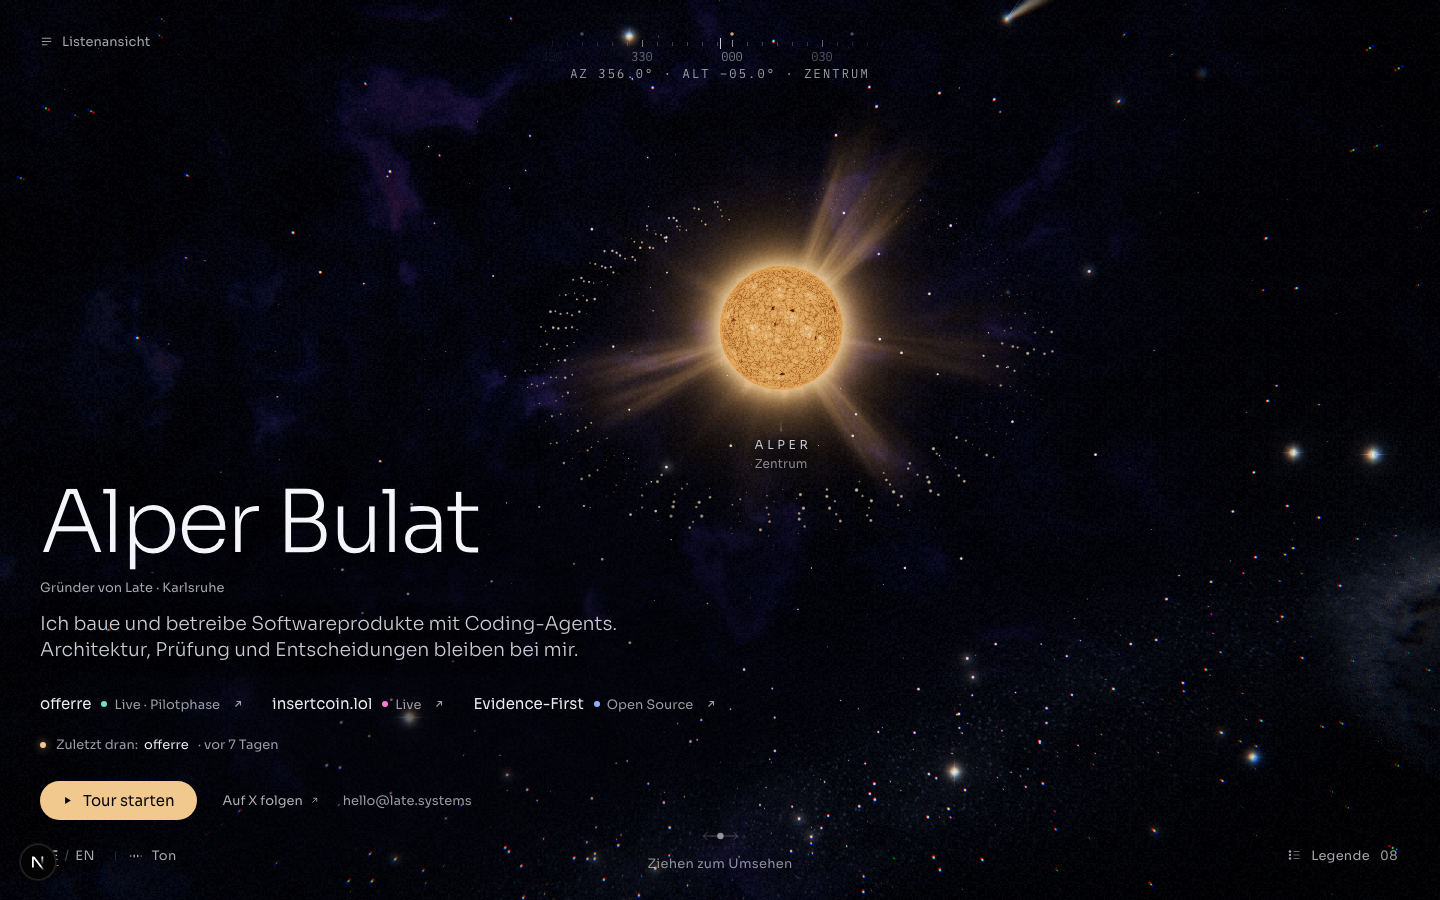 Listenansicht
330 000 030
AZ 356.0° · ALT −05.0° · ZENTRUM
ALPER
Zentrum
Alper Bulat
Gründer von Late · Karlsruhe
Ich baue und betreibe Softwareprodukte mit Coding-Agents.
Architektur, Prüfung und Entscheidungen bleiben bei mir.
offerre Live · Pilotphase ↗ insertcoin.lol Live ↗ Evidence-First Open Source ↗
Zuletzt dran: offerre · vor 7 Tagen
Tour starten Auf X folgen ↗ hello@late.systems
N / EN Ton
Ziehen zum Umsehen
Legende 08